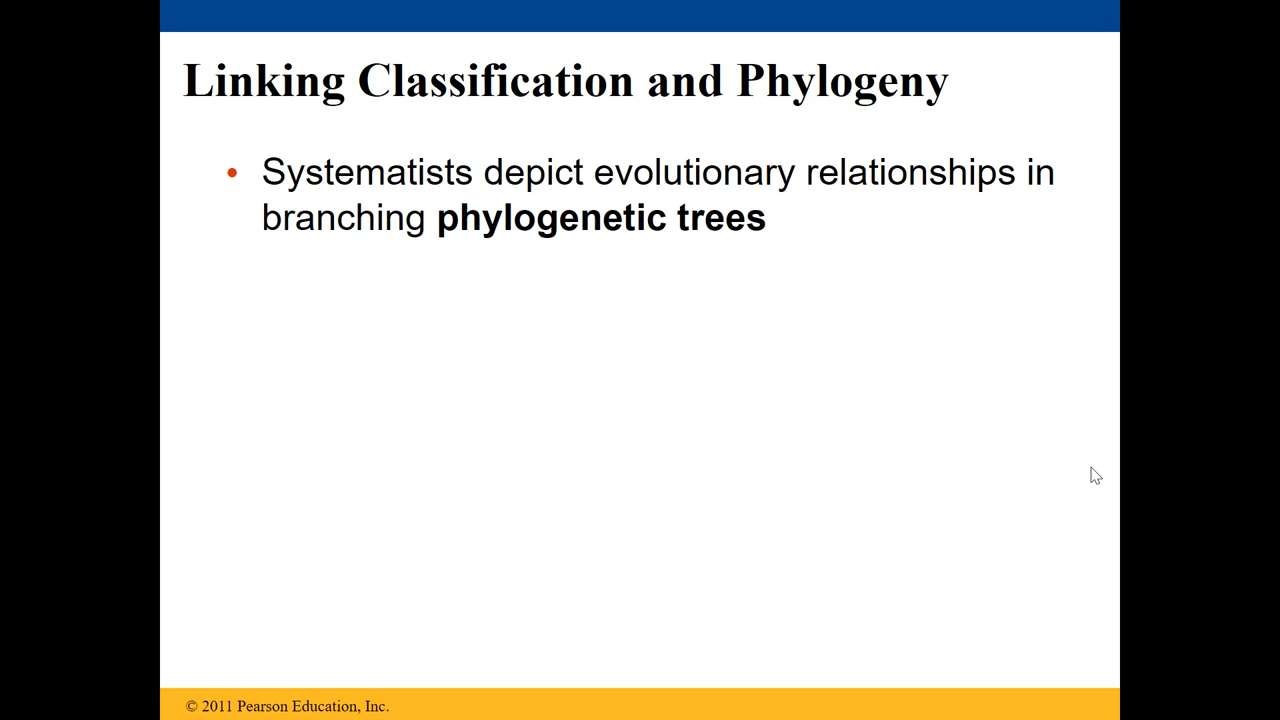 Linking Classification and Phylogeny
• Systematists depict evolutionary relationships in
branching phylogenetic trees
© 2011 Pearson Education, Inc.